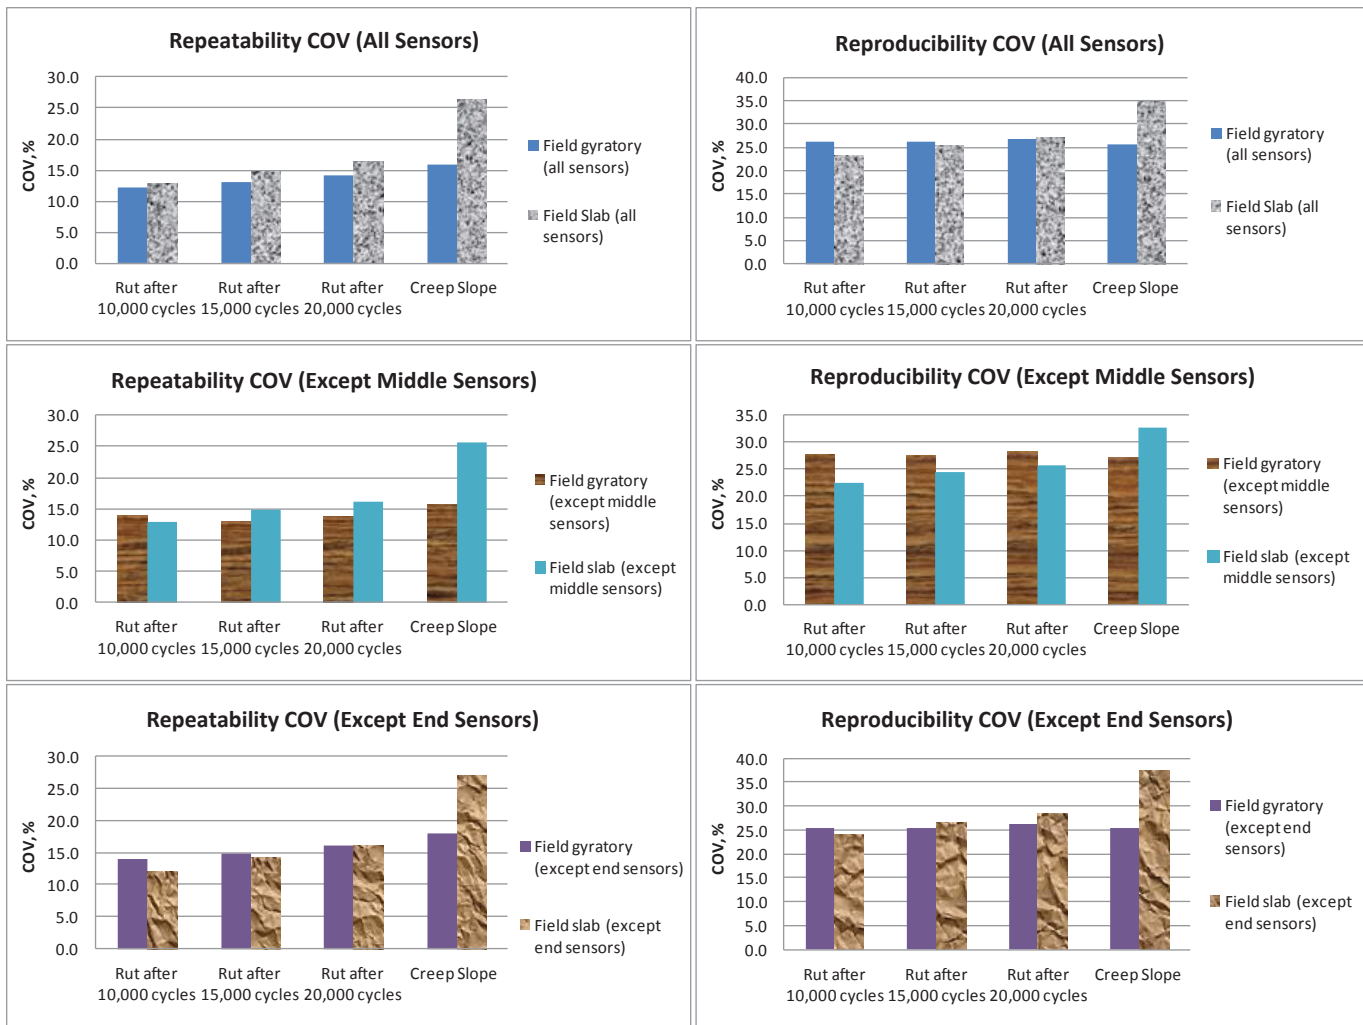 Repeatability COV (All Sensors)
30.0
25.0
20.0
15.0
10.0
5.0
0.0
COV, %
Rut after
10,000 cycles
Rut after
15,000 cycles
Rut after
20,000 cycles
Creep Slope
Field gyratory
(all sensors)
Field Slab (all
sensors)
Reproducibility COV (All Sensors)
40.0
35.0
30.0
25.0
20.0
15.0
10.0
5.0
0.0
COV, %
Rut after
10,000 cycles
Rut after
15,000 cycles
Rut after
20,000 cycles
Creep Slope
Field gyratory
(all sensors)
Field Slab (all
sensors)
Repeatability COV (Except Middle Sensors)
30.0
25.0
20.0
15.0
10.0
5.0
0.0
COV, %
Rut after
10,000 cycles
Rut after
15,000 cycles
Rut after
20,000 cycles
Creep Slope
Field gyratory
(except middle
sensors)
Field slab (except
middle sensors)
Reproducibility COV (Except Middle Sensors)
35.0
30.0
25.0
20.0
15.0
10.0
5.0
0.0
COV, %
Rut after
10,000 cycles
Rut after
15,000 cycles
Rut after
20,000 cycles
Creep Slope
Field gyratory
(except middle
sensors)
Field slab (except
middle sensors)
Repeatability COV (Except End Sensors)
30.0
25.0
20.0
15.0
10.0
5.0
0.0
COV, %
Rut after
10,000 cycles
Rut after
15,000 cycles
Rut after
20,000 cycles
Creep Slope
Field gyratory
(except end sensors)
Field slab (except
end sensors)
Reproducibility COV (Except End Sensors)
40.0
35.0
30.0
25.0
20.0
15.0
10.0
5.0
0.0
COV, %
Rut after
10,000 cycles
Rut after
15,000 cycles
Rut after
20,000 cycles
Creep Slope
Field gyratory
(except end
sensors)
Field slab (except
end sensors)